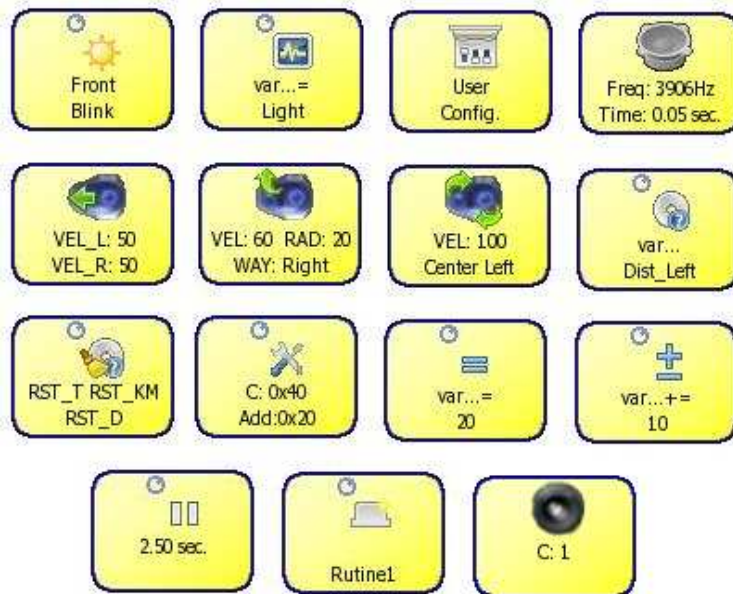 Front
Blink
var...=
Light
User
Config.
Freq: 3906Hz
Time: 0.05 sec.
VEL_L: 50
VEL_R: 50
VEL: 60 RAD: 20
WAY: Right
VEL: 100
Center Left
var...
Dist_Left
RST_T RST_KM
RST_D
C: 0x40
Add:0x20
var...=
20
var...+=
10
2.50 sec.
Rutine1
C: 1